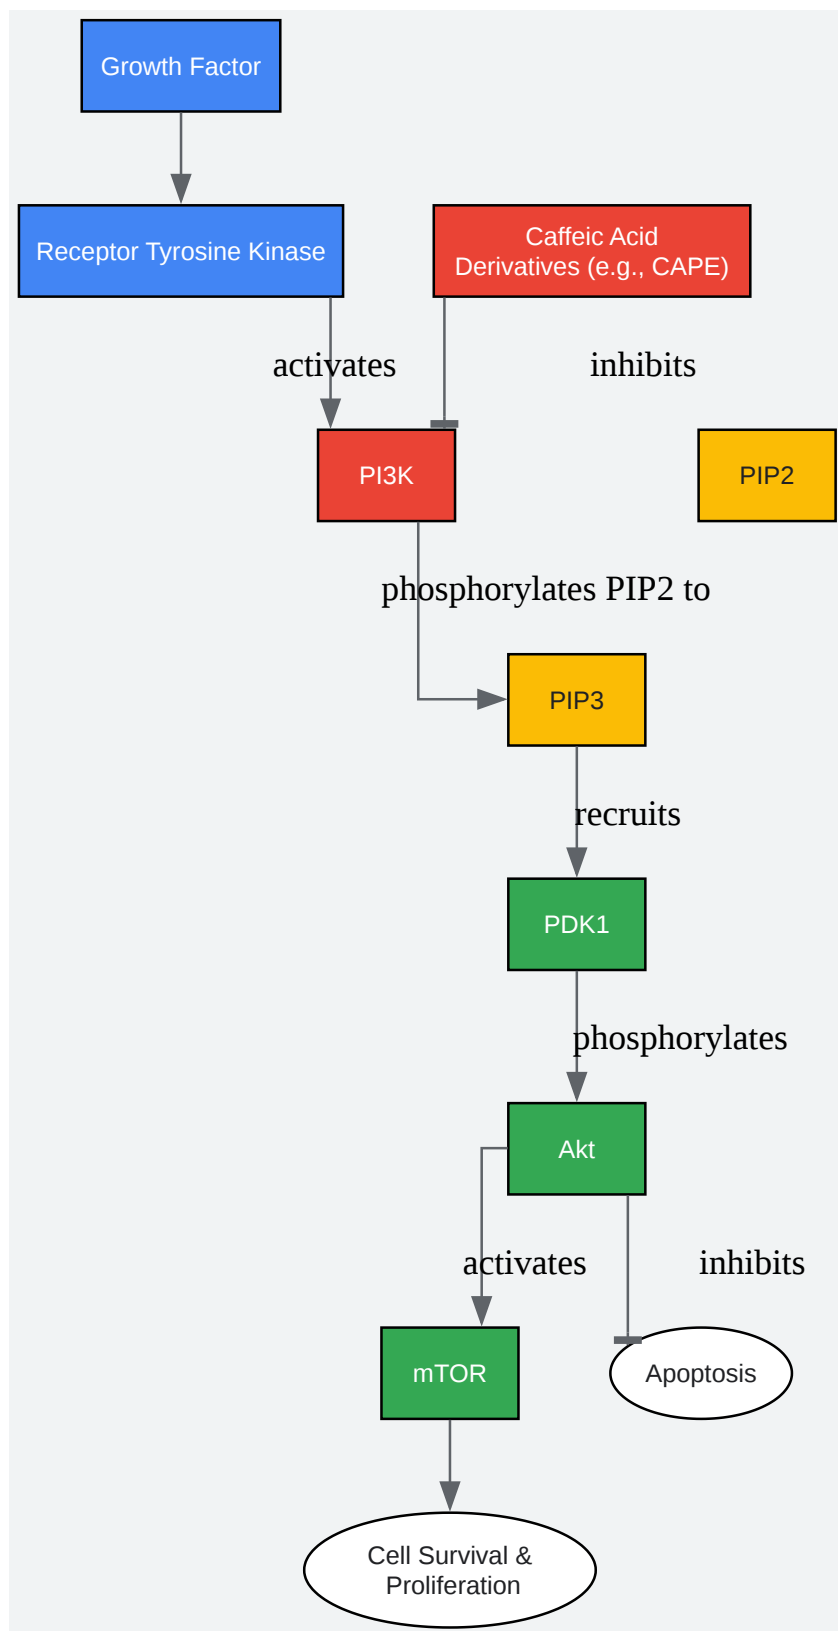 Growth Factor
Receptor Tyrosine Kinase
Caffeic Acid
Derivatives (e.g., CAPE)
activates
inhibits
PI3K
PIP2
phosphorylates PIP2 to
PIP3
recruits
PDK1
phosphorylates
Akt
activates
inhibits
mTOR
Apoptosis
Cell Survival &
Proliferation